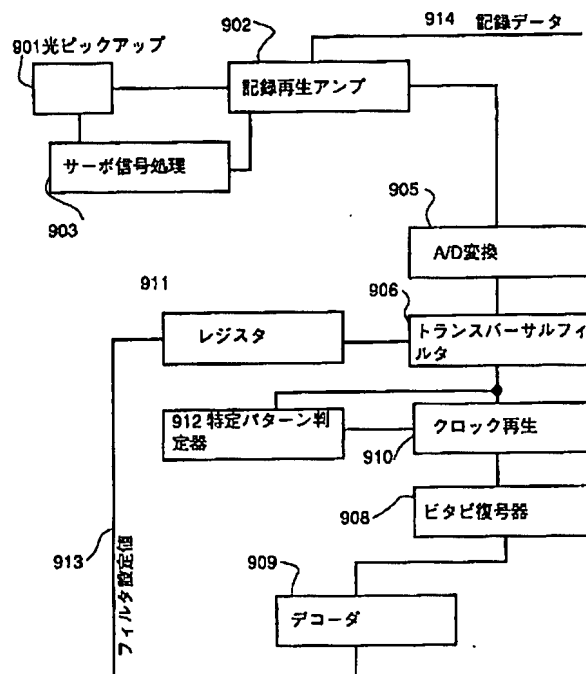 902
914 記録データ
901光ピックアップ
記録再生アンプ
サーボ信号処理
903
905
A/D変換
911
906
レジスタ
トランスバーサルフィ
ルタ
912 特定パターン判
定器
クロック再生
910
908
ビタビ復号器
913
フィルタ設定値
909
デコーダ